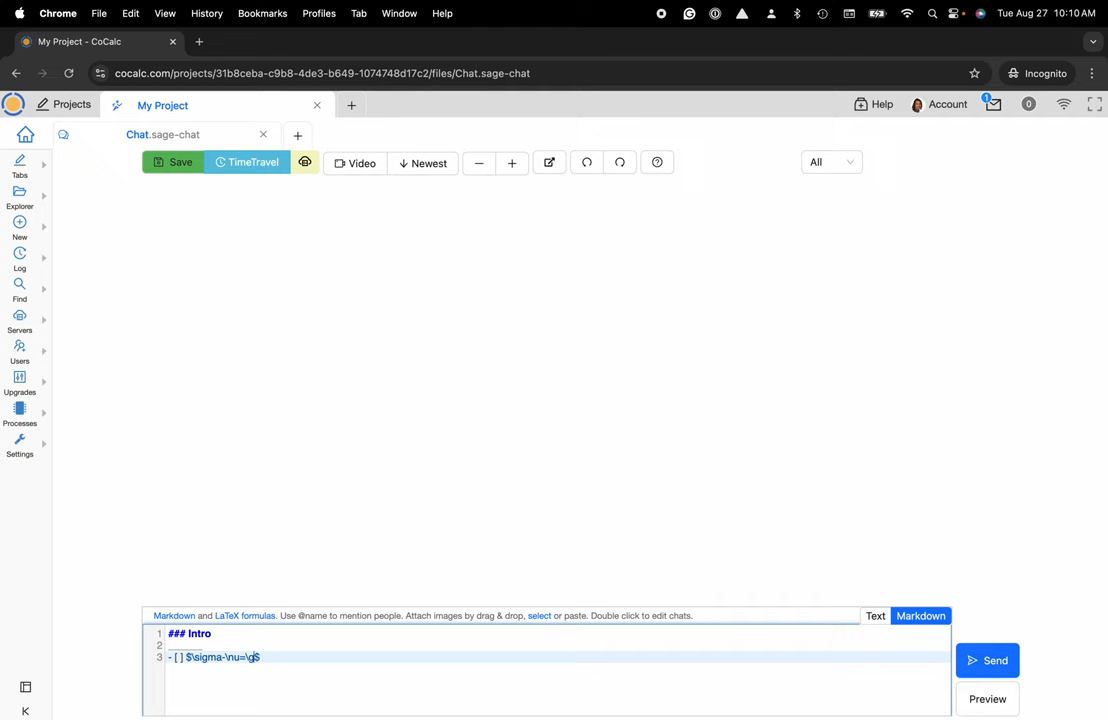 Chrome File Edit View History Bookmarks Profiles Tab Window Help Tue Aug 27 10:10 AM
My Project - CoCalc
cocalc.com/projects/31b8ceba-c9b8-4de3-b649-1074748d17c2/files/Chat.sage-chat Incognito
Projects My Project Help Account 1 0
Chat.sage-chat
Save TimeTravel Video Newest All
Tabs
Explorer
New
Log
Find
Servers
Users
Upgrades
Processes
Settings
Markdown and LaTeX formulas. Use @name to mention people. Attach images by drag & drop, select or paste. Double click to edit chats. Text Markdown
1 ### Intro
2 ______
3 - [ ] $\sigma-\nu=\g$
Send
Preview